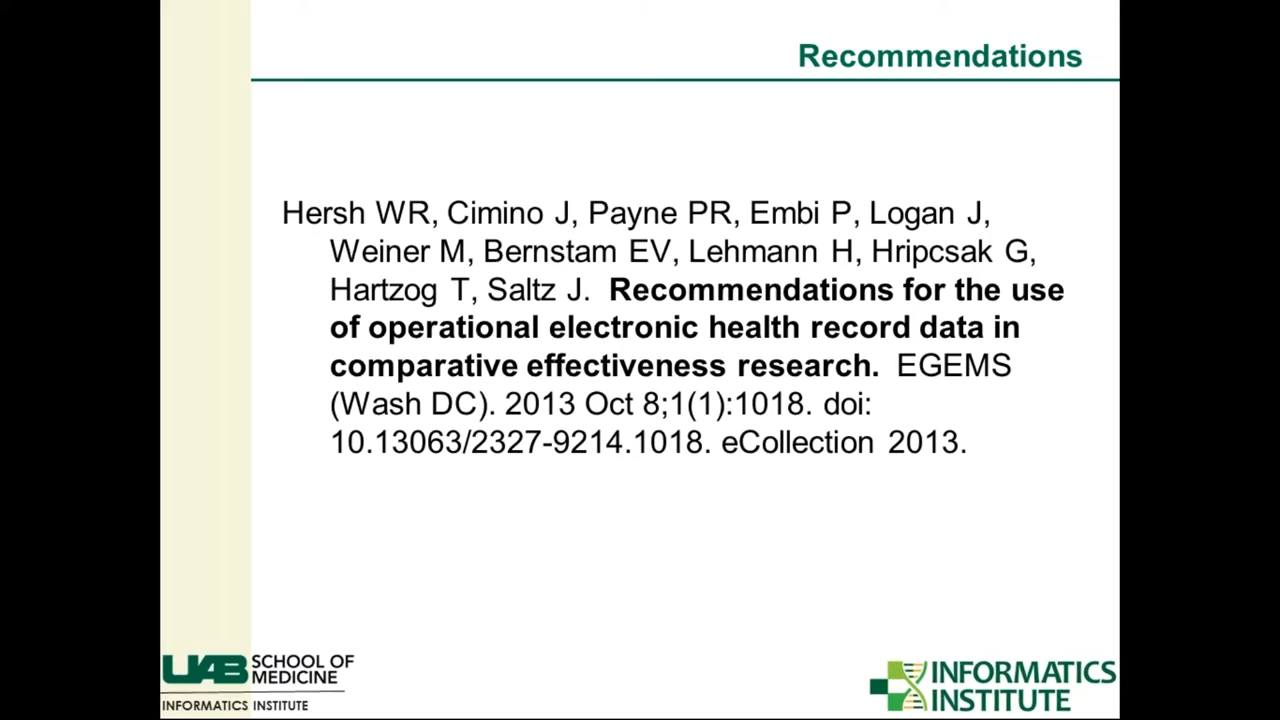 Recommendations
Hersh WR, Cimino J, Payne PR, Embi P, Logan J,
Weiner M, Bernstam EV, Lehmann H, Hripcsak G,
Hartzog T, Saltz J. Recommendations for the use
of operational electronic health record data in
comparative effectiveness research. EGEMS
(Wash DC). 2013 Oct 8;1(1):1018. doi:
10.13063/2327-9214.1018. eCollection 2013.
UAB SCHOOL OF
MEDICINE
INFORMATICS INSTITUTE
INFORMATICS
INSTITUTE